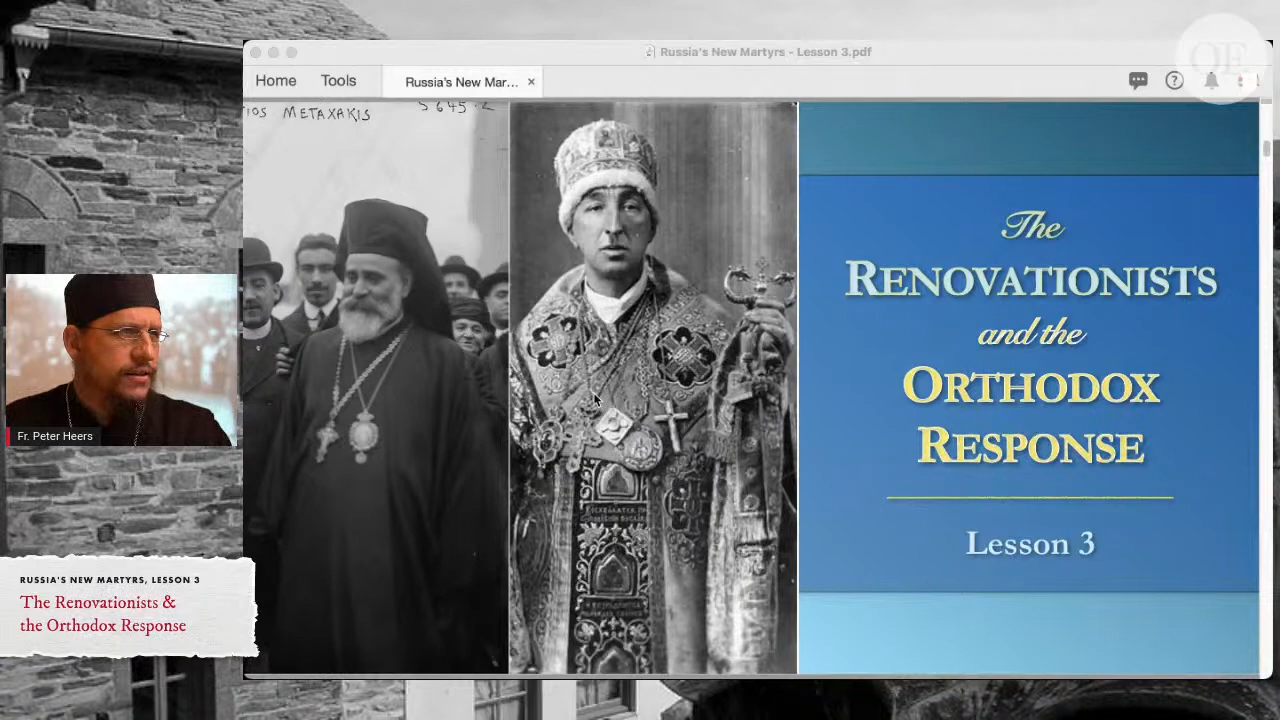 Russia's New Martyrs - Lesson 3.pdf
Home Tools Russia's New Mar... ×
OE
METAXAKIS
The
RENOVATIONISTS
and the
ORTHODOX
RESPONSE
Lesson 3
Fr. Peter Heers
RUSSIA'S NEW MARTYRS, LESSON 3
The Renovationists &
the Orthodox Response